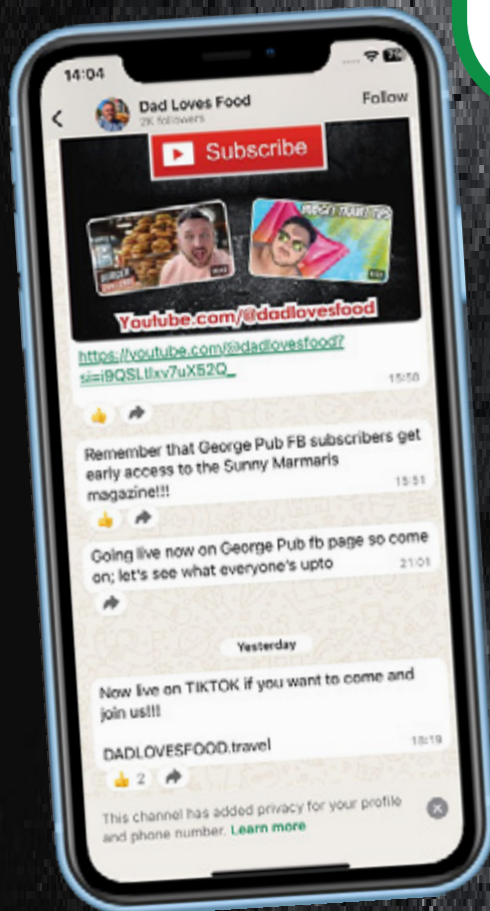 14:04
Dad Loves Food
2K followers
Follow
Subscribe
BURGER
BUDGET TRAVEL TIPS
Youtube.com/@dadlovesfood
https://youtube.com/@dadlovesfood?
15:50
Remember that George Pub FB subscribers get
early access to the Sunny Marmaris
magazine!!!
15:51
Going live now on George Pub fb page so come
on; let's see what everyone's upto
21:01
Yesterday
Now live on TIKTOK if you want to come and
join us!!!
DADLOVESFOOD.travel
18:19
2
This channel has added privacy for your profile
and phone number. Learn more